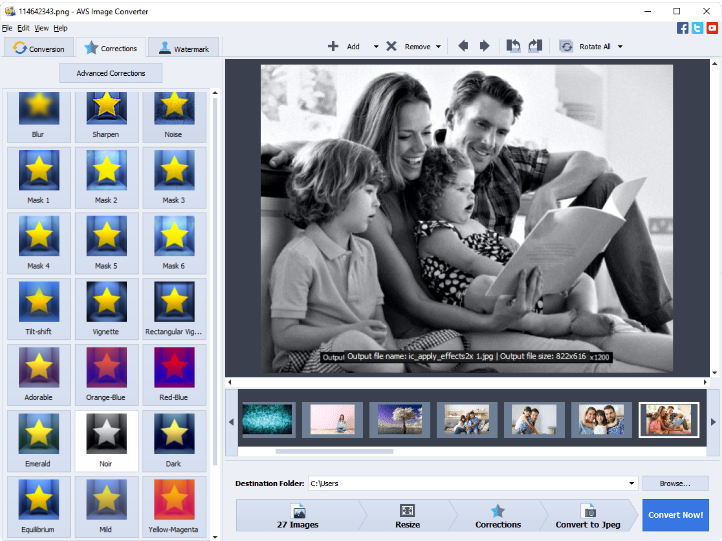 114642343.png - AVS Image Converter
File Edit View Help
Conversion Corrections Watermark
Add Remove Rotate All
Advanced Corrections
Blur Sharpen Noise
Mask 1 Mask 2 Mask 3
Mask 4 Mask 5 Mask 6
Tilt-shift Vignette Rectangular Vig...
Adorable Orange-Blue Red-Blue
Emerald Noir Dark
Equilibrium Mild Yellow-Magenta
Output Output file name: ic_apply_effects2x 1.jpg | Output file size: 822x616 x1200
Destination Folder: C:\Users Browse...
27 Images Resize Corrections Convert to Jpeg Convert Now!